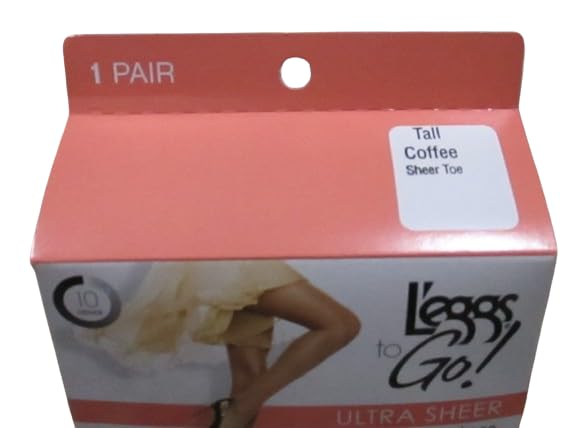 1 PAIR
Tall
Coffee
Sheer Toe
10
L'eggs
to Go!
ULTRA SHEER